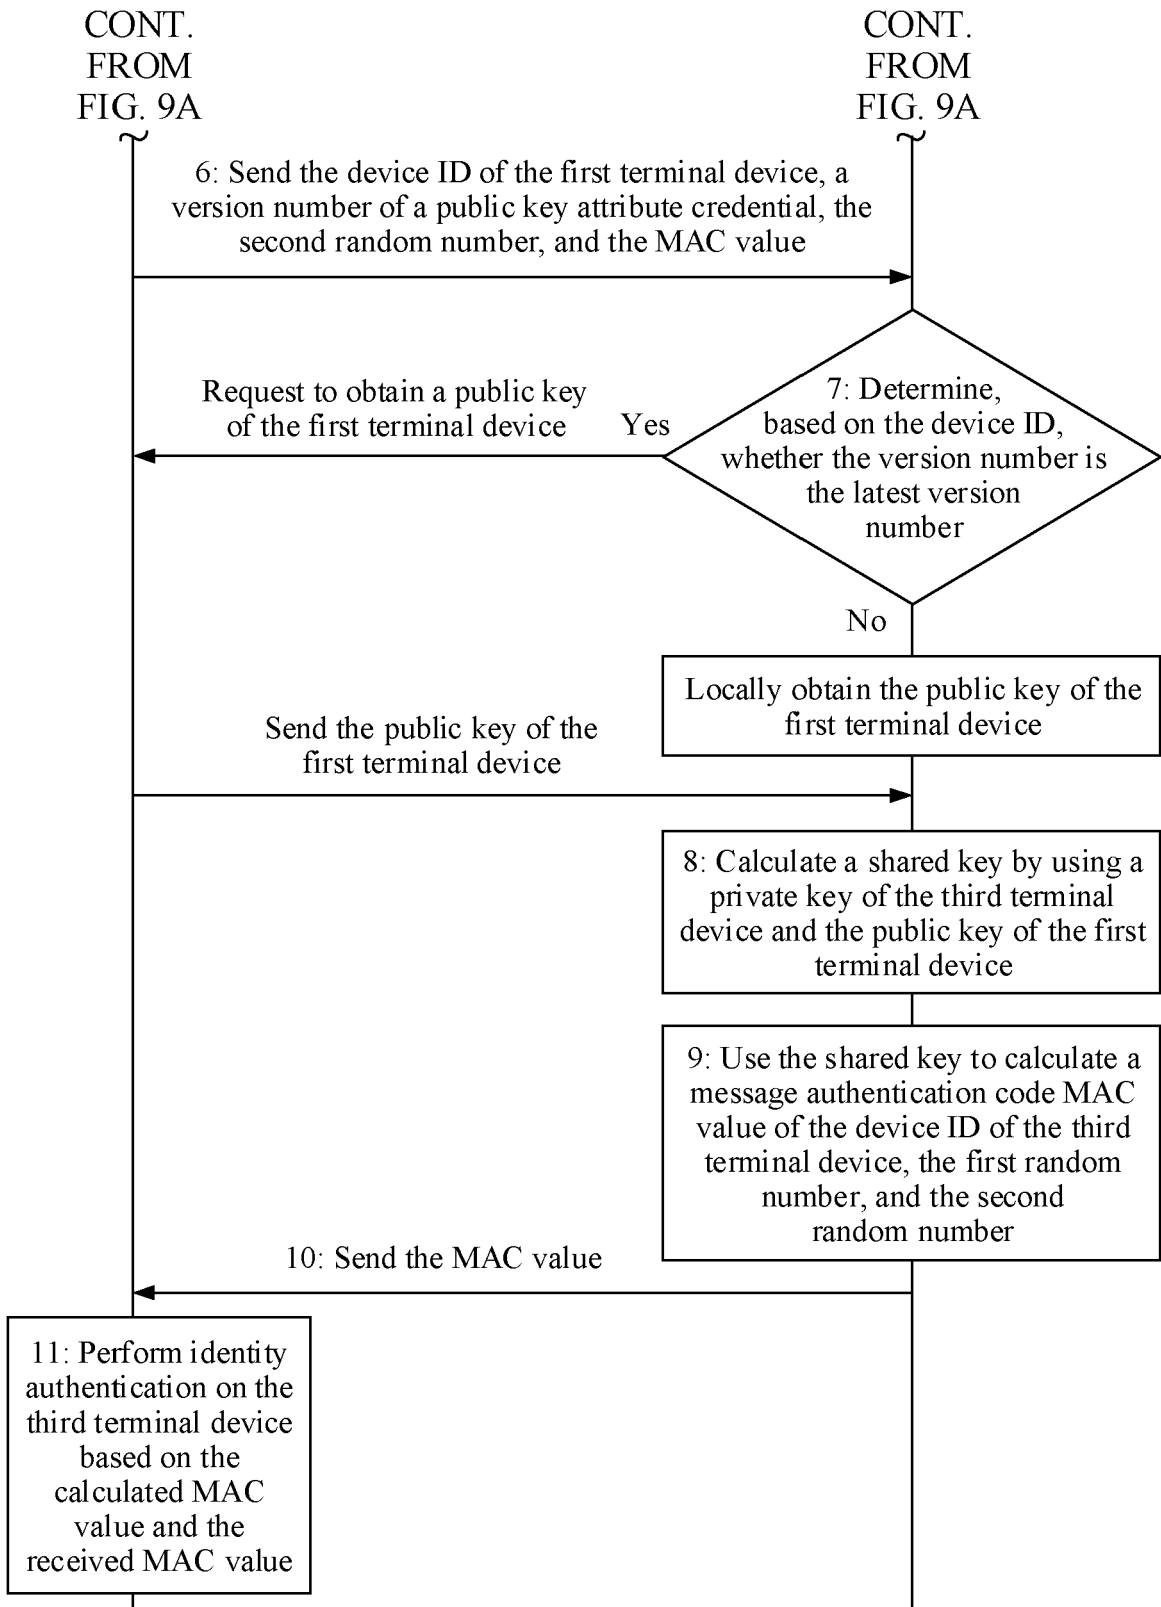 CONT.
FROM
FIG. 9A
CONT.
FROM
FIG. 9A
6: Send the device ID of the first terminal device, a
version number of a public key attribute credential, the
second random number, and the MAC value
7: Determine,
based on the device ID,
whether the version number is
the latest version
number
Yes
Request to obtain a public key
of the first terminal device
No
Locally obtain the public key of the
first terminal device
Send the public key of the
first terminal device
8: Calculate a shared key by using a
private key of the third terminal
device and the public key of the first
terminal device
9: Use the shared key to calculate a
message authentication code MAC
value of the device ID of the third
terminal device, the first random
number, and the second
random number
10: Send the MAC value
11: Perform identity
authentication on the
third terminal device
based on the
calculated MAC
value and the
received MAC value